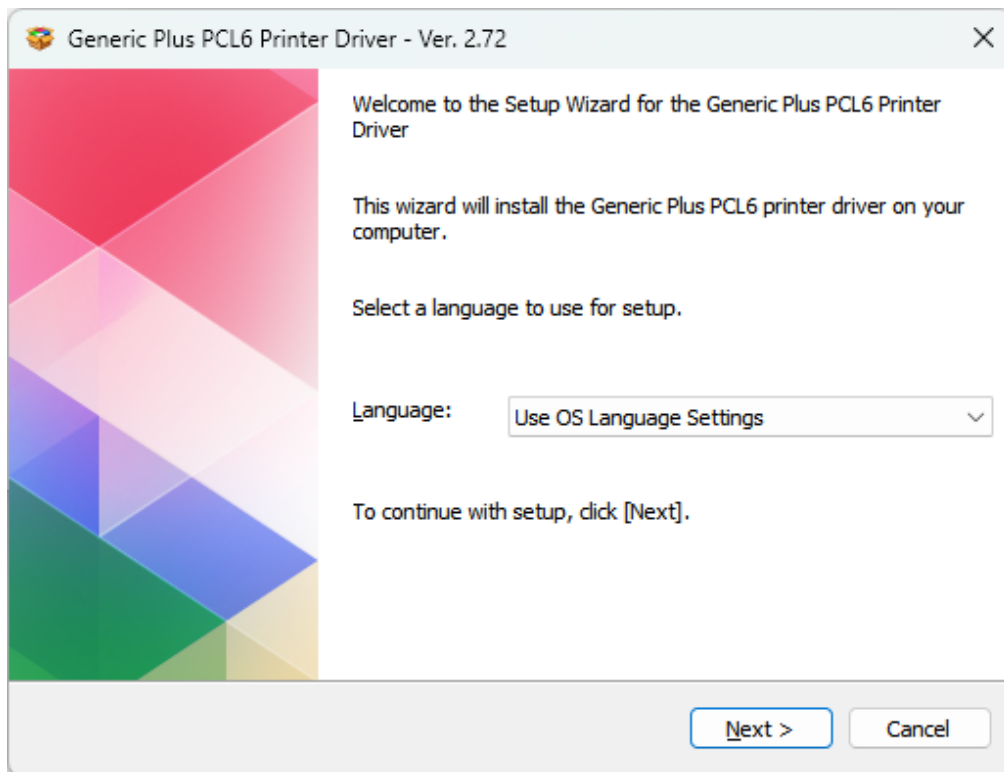 Generic Plus PCL6 Printer Driver - Ver. 2.72
Welcome to the Setup Wizard for the Generic Plus PCL6 Printer
Driver
This wizard will install the Generic Plus PCL6 printer driver on your
computer.
Select a language to use for setup.
Language: Use OS Language Settings
To continue with setup, click [Next].
Next > Cancel